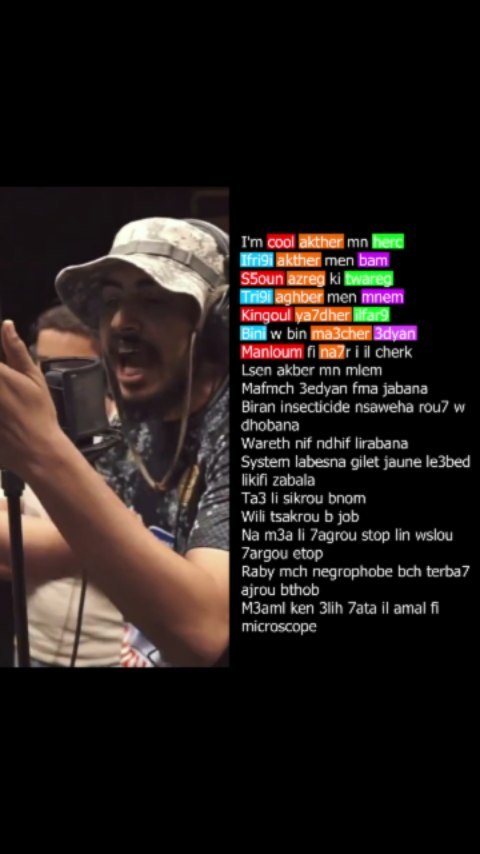 I'm cool akther mn herc
Ifri9i akther men bam
S5oun azreg ki twareg
Tri9i aghber men mnem
Kingoul ya7dher ilfar9
Bini w bin ma3cher 3dyan
Manloum fi na7r i il cherk
Lsen akber mn mlem
Mafmch 3edyan fma jabana
Biran insecticide nsaweha rou7 w
dhobana
Wareth nif ndhif lirabana
System labesna gilet jaune le3bed
likifi zabala
Ta3 li sikrou bnom
Wili tsakrou b job
Na m3a li 7agrou stop lin wslou
7argou etop
Raby mch negrophobe bch terba7
ajrou bthob
M3aml ken 3lih 7ata il amal fi
microscope